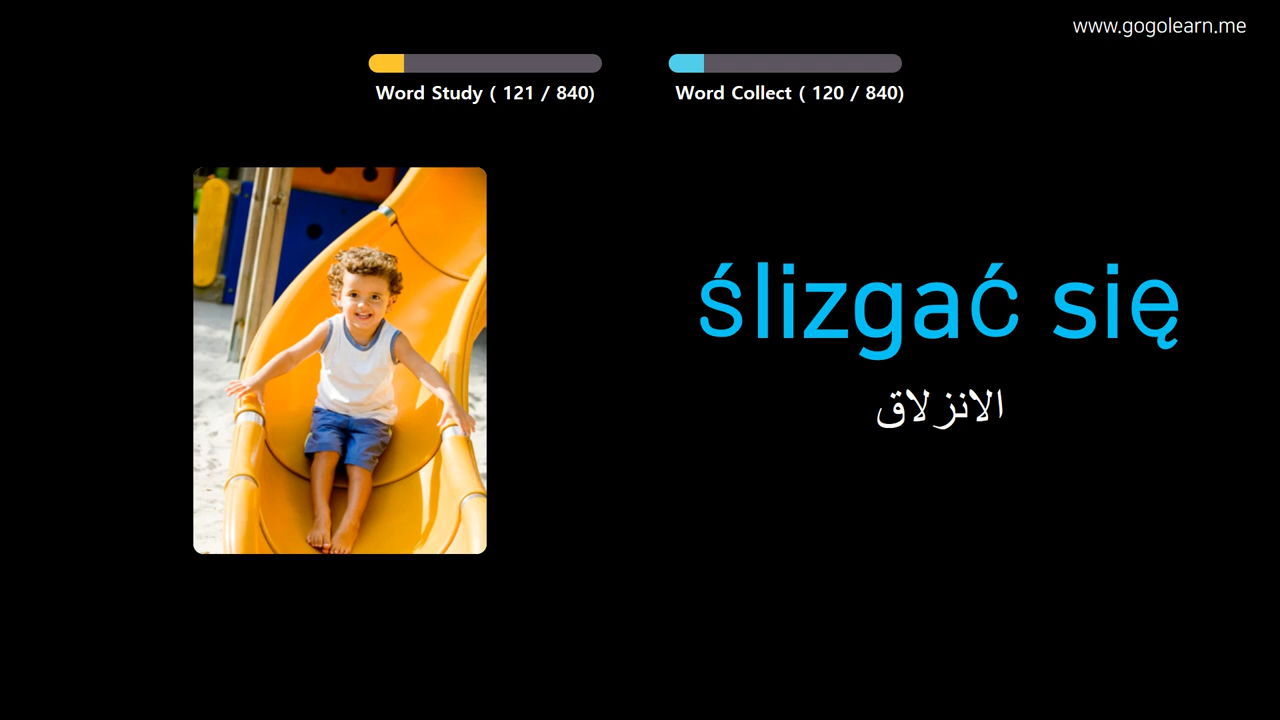 www.gogolearn.me
Word Study ( 121 / 840)
Word Collect ( 120 / 840)
ślizgać się
الانزلاق